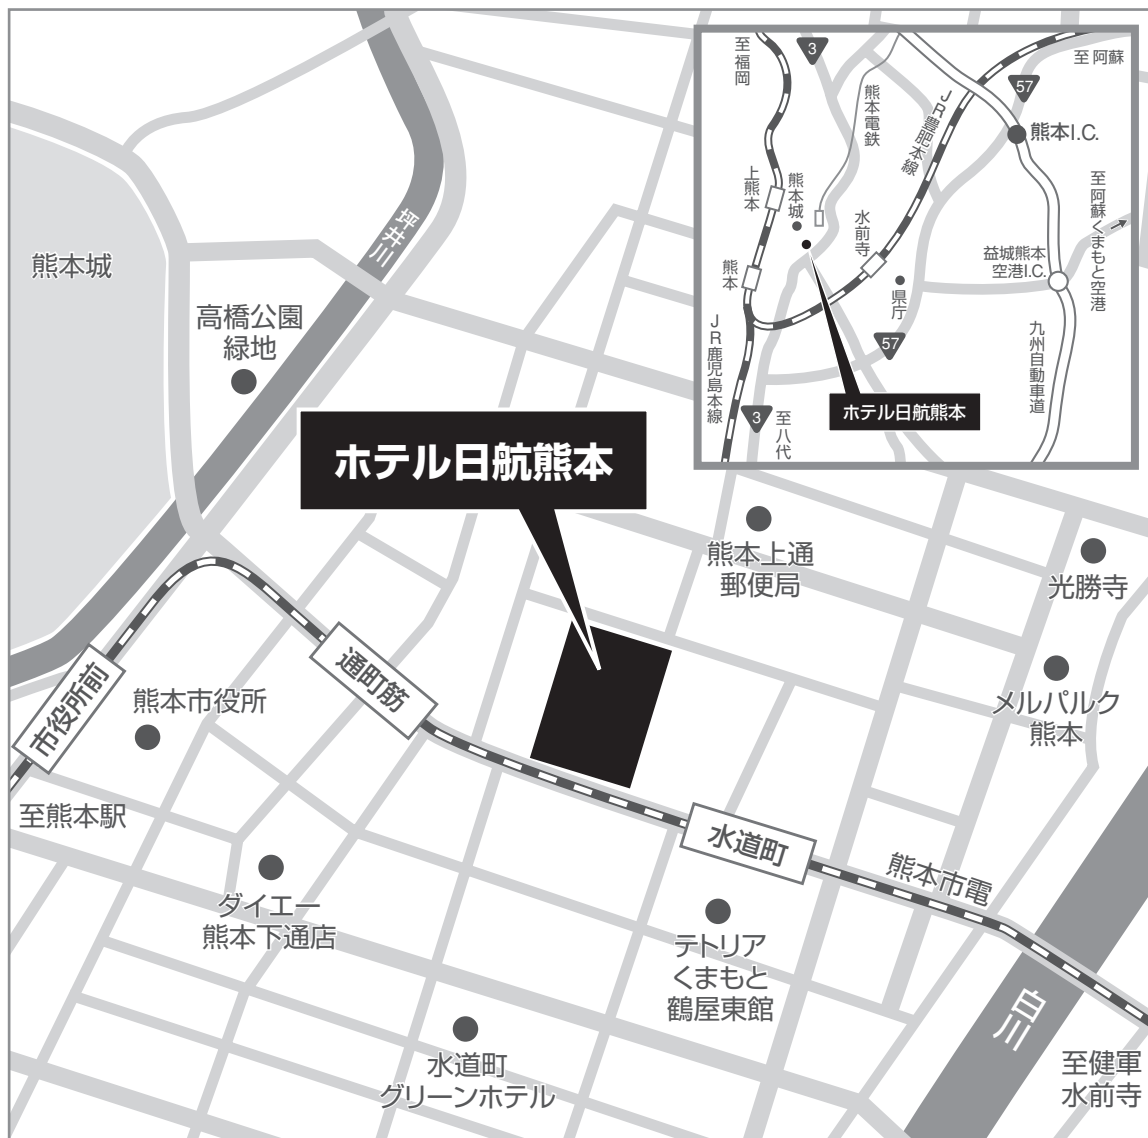 熊本城
高橋公園
緑地
坪井川
ホテル日航熊本
熊本上通
郵便局
光勝寺
メルパルク
熊本
市役所前
熊本市役所
通町筋
至熊本駅
水道町
熊本市電
ダイエー
熊本下通店
テトリア
くまもと
鶴屋東館
白川
水道町
グリーンホテル
至健軍
水前寺
至福岡
3
熊本電鉄
JR豊肥本線
57
至阿蘇
熊本I.C.
上熊本
熊本城
水前寺
至阿蘇くまもと空港
益城熊本
空港I.C.
熊本
県庁
JR鹿児島本線
57
九州自動車道
ホテル日航熊本
3
至八代